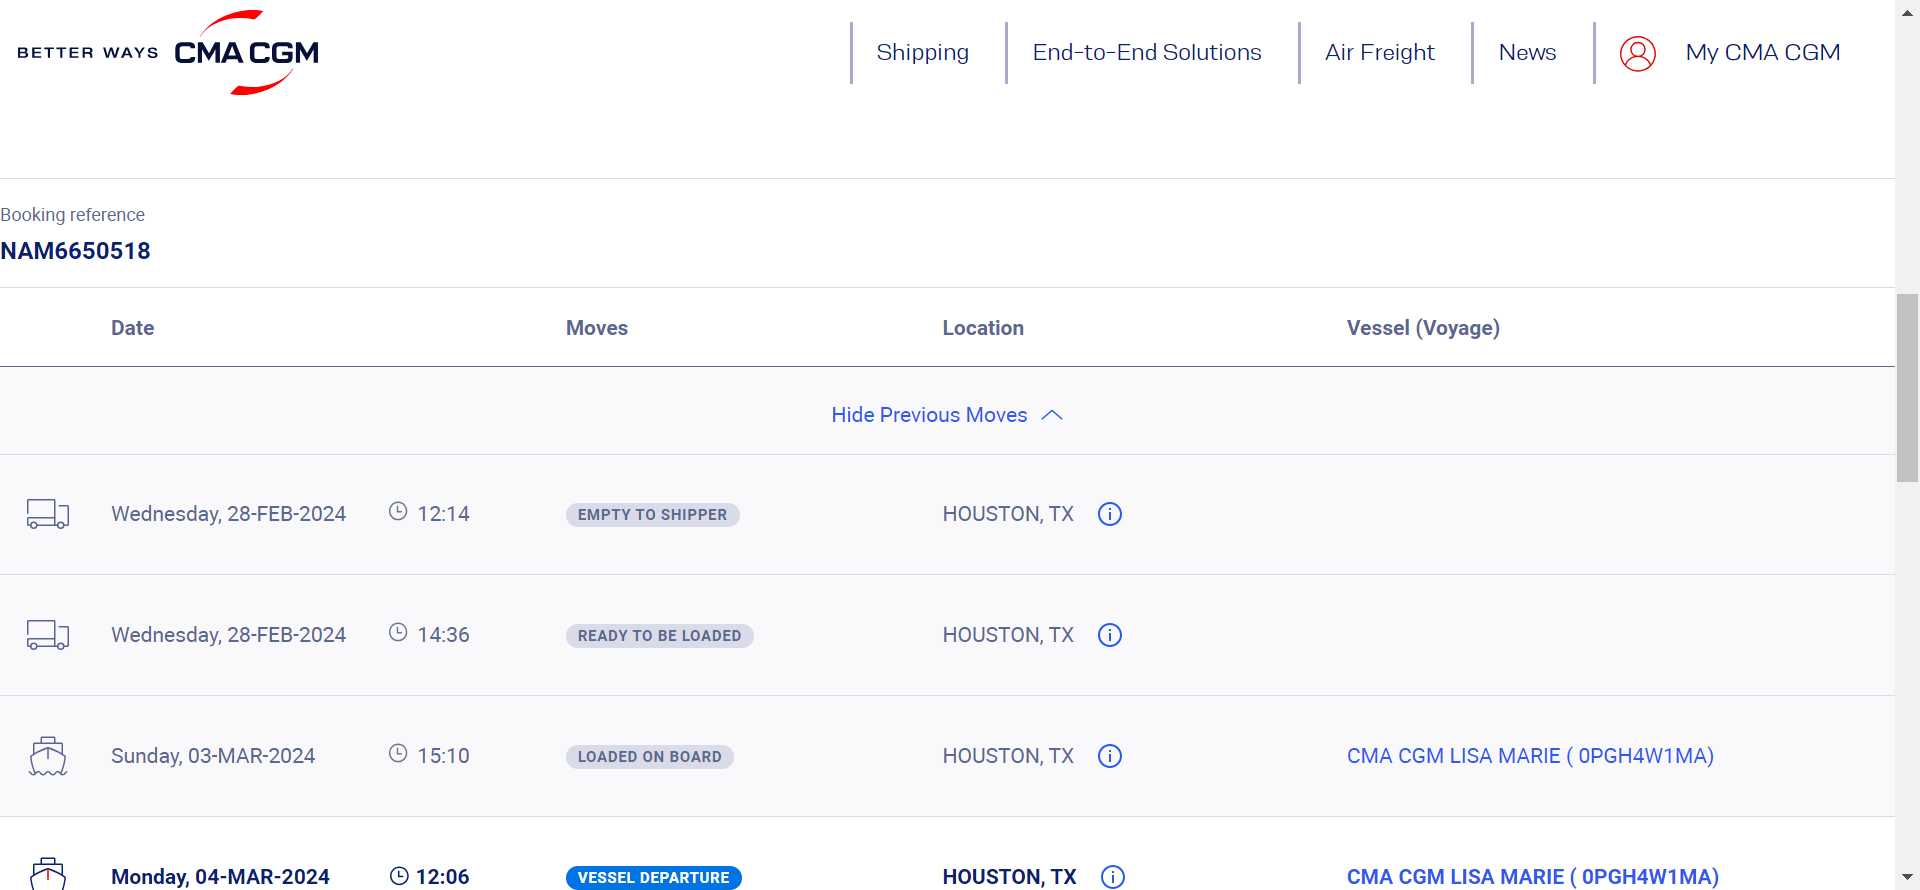 BETTER WAYS CMA CGM Shipping End-to-End Solutions Air Freight News My CMA CGM
Booking reference
NAM6650518
Date Moves Location Vessel (Voyage)
Hide Previous Moves
Wednesday, 28-FEB-2024 12:14 EMPTY TO SHIPPER HOUSTON, TX
Wednesday, 28-FEB-2024 14:36 READY TO BE LOADED HOUSTON, TX
Sunday, 03-MAR-2024 15:10 LOADED ON BOARD HOUSTON, TX CMA CGM LISA MARIE ( 0PGH4W1MA)
Monday, 04-MAR-2024 12:06 VESSEL DEPARTURE HOUSTON, TX CMA CGM LISA MARIE ( 0PGH4W1MA)